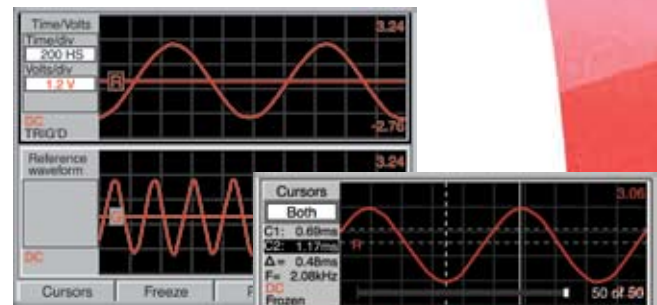 Time/Volts
3.24
Time/div
200 HS
Volts/div
1.2 V
A
DC
TRIG'D
-2.76
Reference
waveform
3.24
DC
Cursors
Freeze
Cursors
Both
C1: 0.69ms
C2: 1.17ms
Δ= 0.48ms
F= 2.08kHz
DC
Frozen
3.06
A
50 of 50